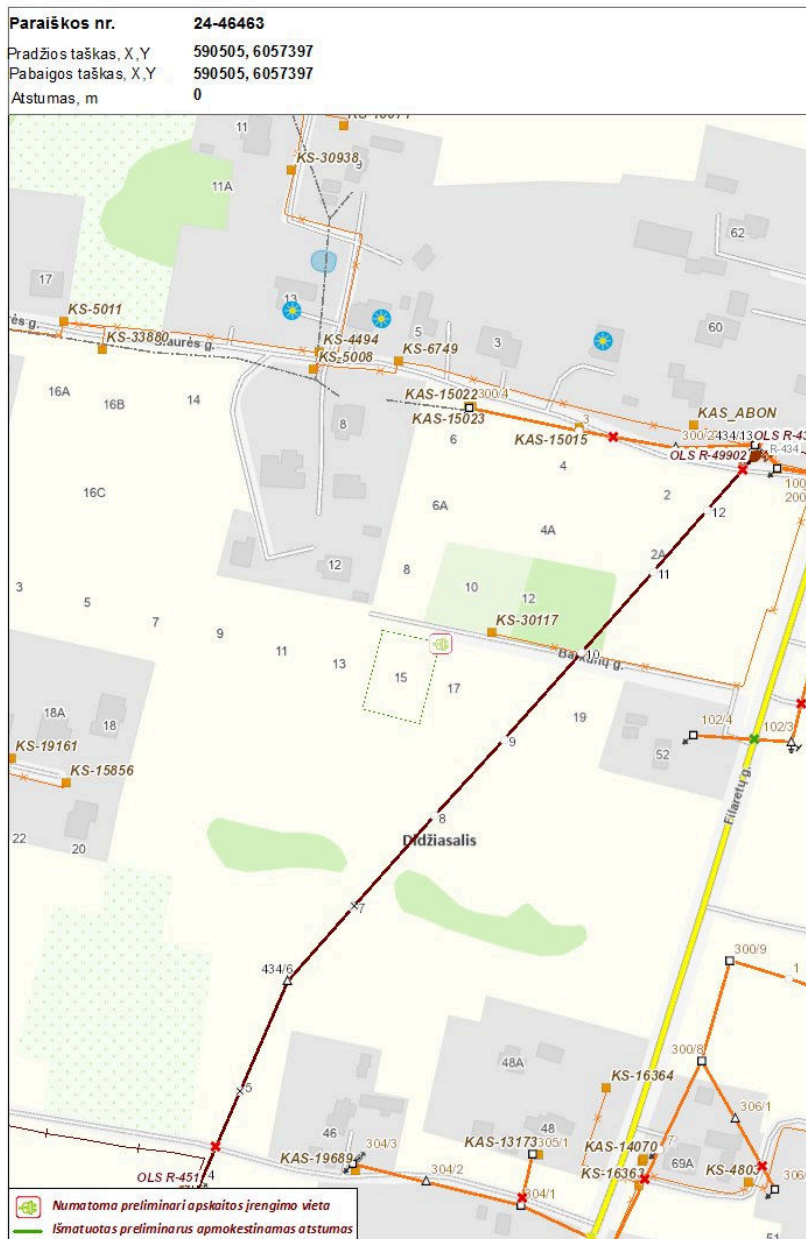 Paraiškos nr. 24-46463
Pradžios taškas, X,Y 590505, 6057397
Pabaigos taškas, X,Y 590505, 6057397
Atstumas, m 0
11
KS-30938
9
11A
62
17
13
KS-5011
5
3
60
KS-33880
KS-4494
KS-6749
KS-5008
16A
16B
14
KAS-15022
300/4
KAS-15023
8
6
3
KAS-15015
KAS_ABON
434/13
OLS R-49902
R-434
4
2
16C
6A
4A
12
2A
11
12
8
10
12
3
5
7
9
11
13
KS-30117
10
15
17
19
18A
18
102/4
102/3
52
KS-19161
KS-15856
9
Filaretų g.
22
20
8
Didžiasalis
7
434/6
300/9
1
5
48A
KS-16364
300/8
306/1
46
48
304/3
KAS-13173
305/1
KAS-14070
KAS-19689
304/2
69A
KS-4803
KS-16363
OLS R-451
4
304/1
Numatoma preliminari apskaitos įrengimo vieta
Išmatuotas preliminarus apmokestinamas atstumas